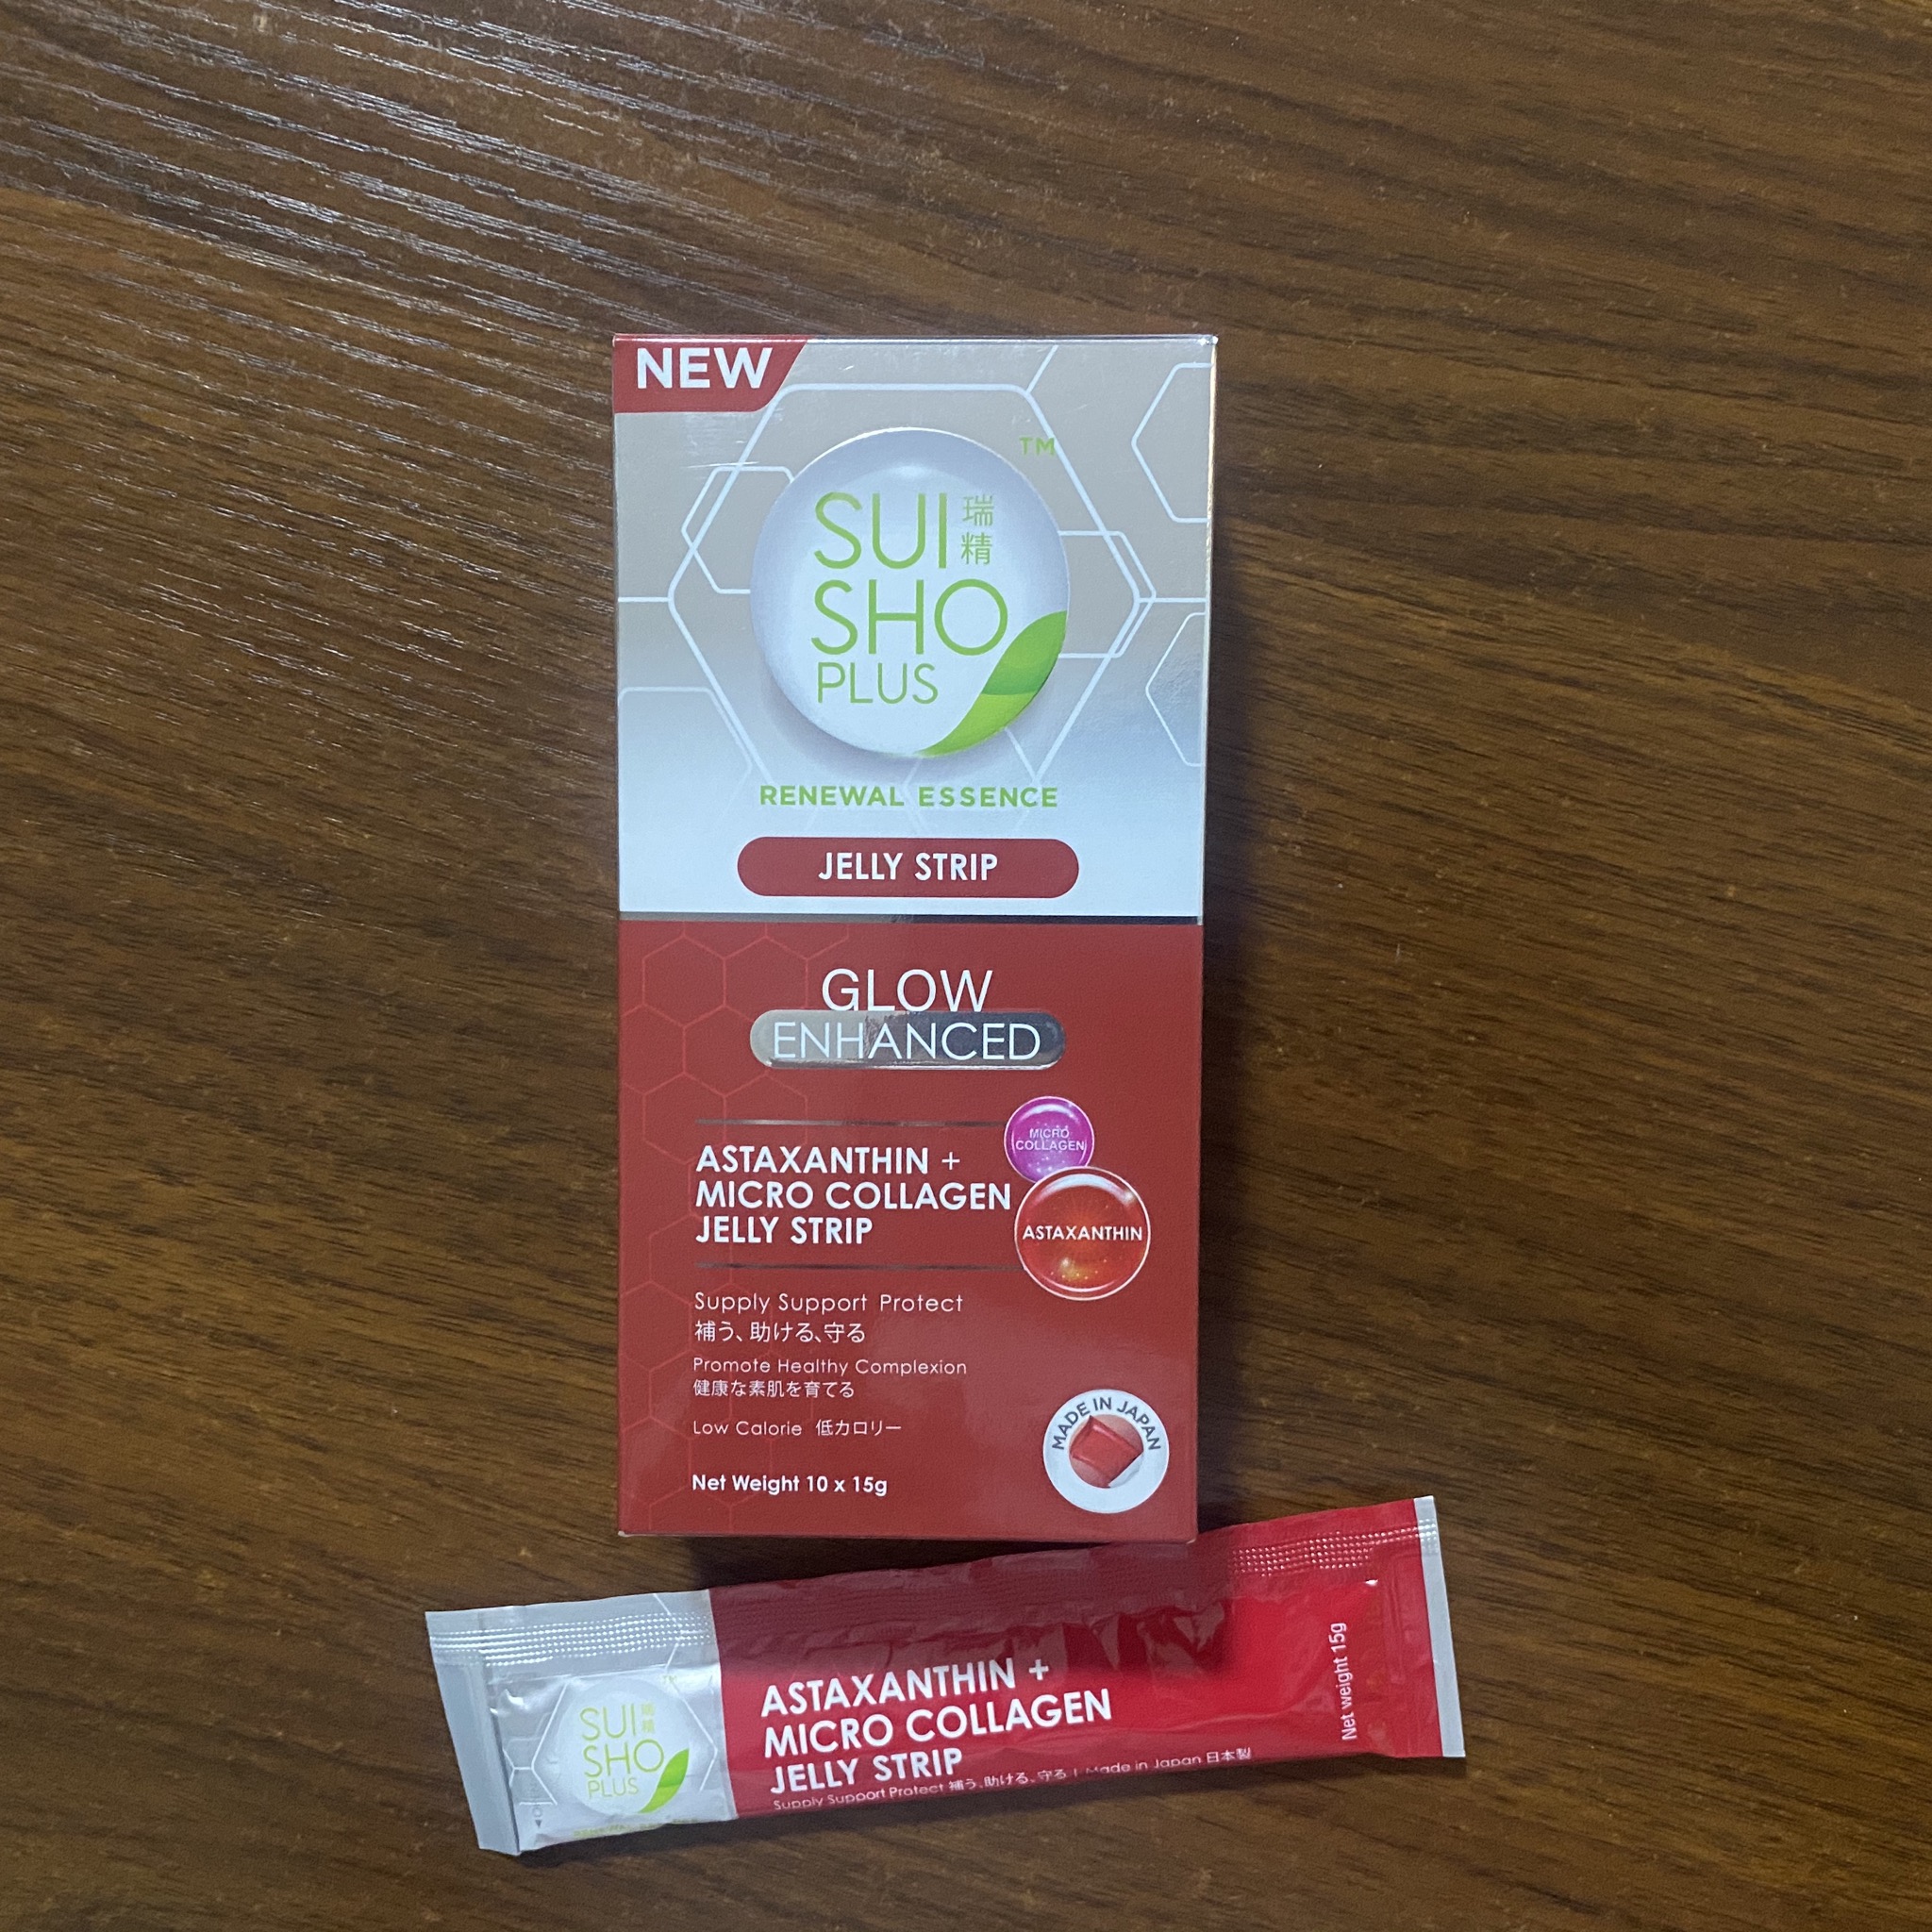 NEW
TM
SUI 瑞精
SHO
PLUS
RENEWAL ESSENCE
JELLY STRIP
GLOW
ENHANCED
MICRO
COLLAGEN
ASTAXANTHIN +
MICRO COLLAGEN
JELLY STRIP
ASTAXANTHIN
Supply Support Protect
補う、助ける、守る
Promote Healthy Complexion
健康な素肌を育てる
Low Calorie 低カロリー
MADE IN JAPAN
Net Weight 10 x 15g
SUI 瑞精
SHO
PLUS
ASTAXANTHIN +
MICRO COLLAGEN
JELLY STRIP
Supply Support Protect 補う、助ける、守る | Made in Japan 日本製
Net weight 15g